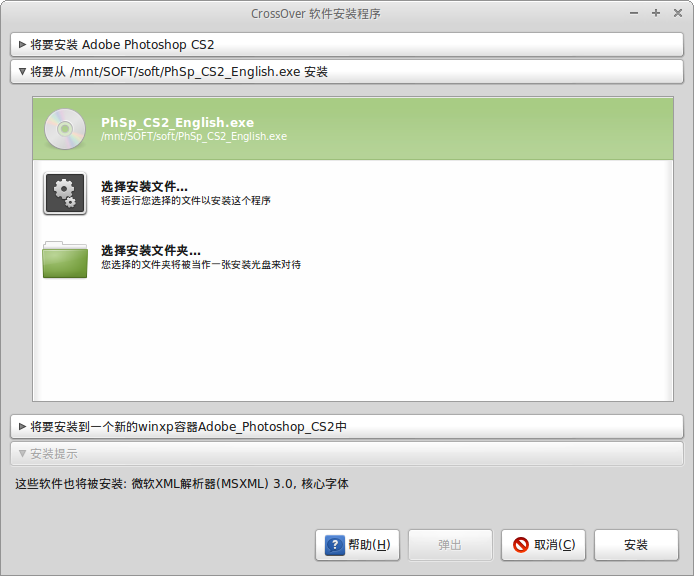 CrossOver 软件安装程序
将要安装 Adobe Photoshop CS2
将要从 /mnt/SOFT/soft/PhSp_CS2_English.exe 安装
PhSp_CS2_English.exe
/mnt/SOFT/soft/PhSp_CS2_English.exe
选择安装文件...
将要运行您选择的文件以安装这个程序
选择安装文件夹...
您选择的文件夹将被当作一张安装光盘来对待
将要安装到一个新的winxp容器Adobe_Photoshop_CS2中
安装提示
这些软件也将被安装: 微软XML解析器(MSXML) 3.0, 核心字体
帮助(H) 弹出 取消(C) 安装